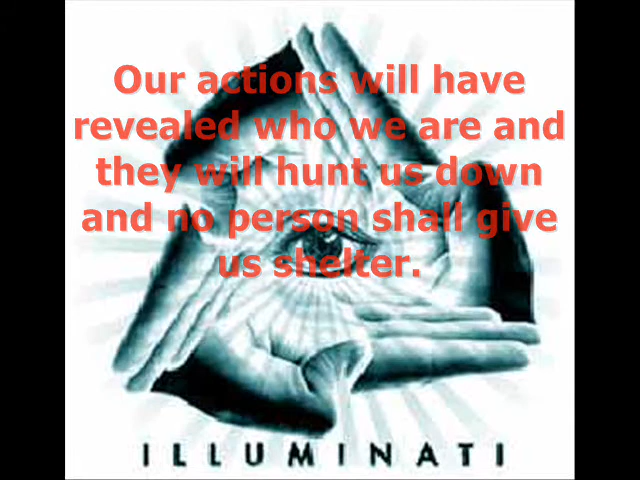 Our actions will have
revealed who we are and
they will hunt us down
and no person shall give
us shelter.
ILLUMINATI